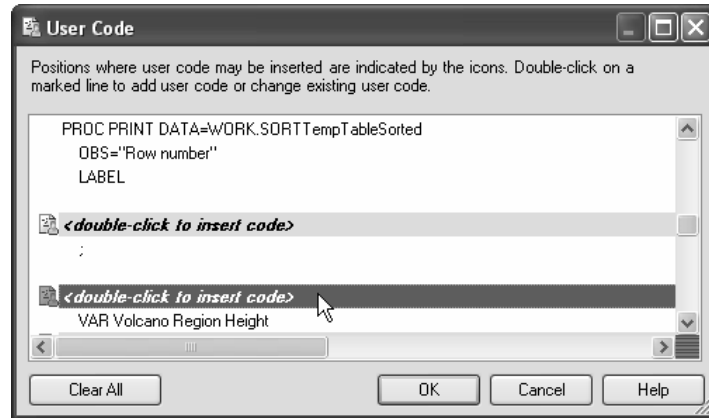 User Code
Positions where user code may be inserted are indicated by the icons. Double-click on a
marked line to add user code or change existing user code.
PROC PRINT DATA=WORK.SORTTempTableSorted
OBS="Row number"
LABEL
<double-click to insert code>
;
<double-click to insert code>
VAR Volcano Region Height
Clear All OK Cancel Help